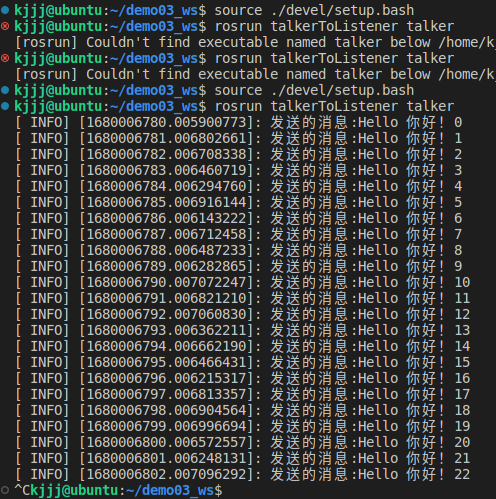 kjjj@ubuntu:~/demo03_ws$ source ./devel/setup.bash
kjjj@ubuntu:~/demo03_ws$ rosrun talkerToListener talker
[rosrun] Couldn't find executable named talker below /home/k
kjjj@ubuntu:~/demo03_ws$ rosrun talkerToListener talker
[rosrun] Couldn't find executable named talker below /home/k
kjjj@ubuntu:~/demo03_ws$ source ./devel/setup.bash
kjjj@ubuntu:~/demo03_ws$ rosrun talkerToListener talker
[ INFO] [1680006780.005900773]: 发送的消息:Hello 你好！0
[ INFO] [1680006781.006802661]: 发送的消息:Hello 你好！1
[ INFO] [1680006782.006708338]: 发送的消息:Hello 你好！2
[ INFO] [1680006783.006460719]: 发送的消息:Hello 你好！3
[ INFO] [1680006784.006294760]: 发送的消息:Hello 你好！4
[ INFO] [1680006785.006916144]: 发送的消息:Hello 你好！5
[ INFO] [1680006786.006143222]: 发送的消息:Hello 你好！6
[ INFO] [1680006787.006712458]: 发送的消息:Hello 你好！7
[ INFO] [1680006788.006487233]: 发送的消息:Hello 你好！8
[ INFO] [1680006789.006282865]: 发送的消息:Hello 你好！9
[ INFO] [1680006790.007072247]: 发送的消息:Hello 你好！10
[ INFO] [1680006791.006821210]: 发送的消息:Hello 你好！11
[ INFO] [1680006792.007060830]: 发送的消息:Hello 你好！12
[ INFO] [1680006793.006362211]: 发送的消息:Hello 你好！13
[ INFO] [1680006794.006662190]: 发送的消息:Hello 你好！14
[ INFO] [1680006795.006466431]: 发送的消息:Hello 你好！15
[ INFO] [1680006796.006215317]: 发送的消息:Hello 你好！16
[ INFO] [1680006797.006813357]: 发送的消息:Hello 你好！17
[ INFO] [1680006798.006904564]: 发送的消息:Hello 你好！18
[ INFO] [1680006799.006996694]: 发送的消息:Hello 你好！19
[ INFO] [1680006800.006572557]: 发送的消息:Hello 你好！20
[ INFO] [1680006801.006248131]: 发送的消息:Hello 你好！21
[ INFO] [1680006802.007096292]: 发送的消息:Hello 你好！22
^Ckjjj@ubuntu:~/demo03_ws$